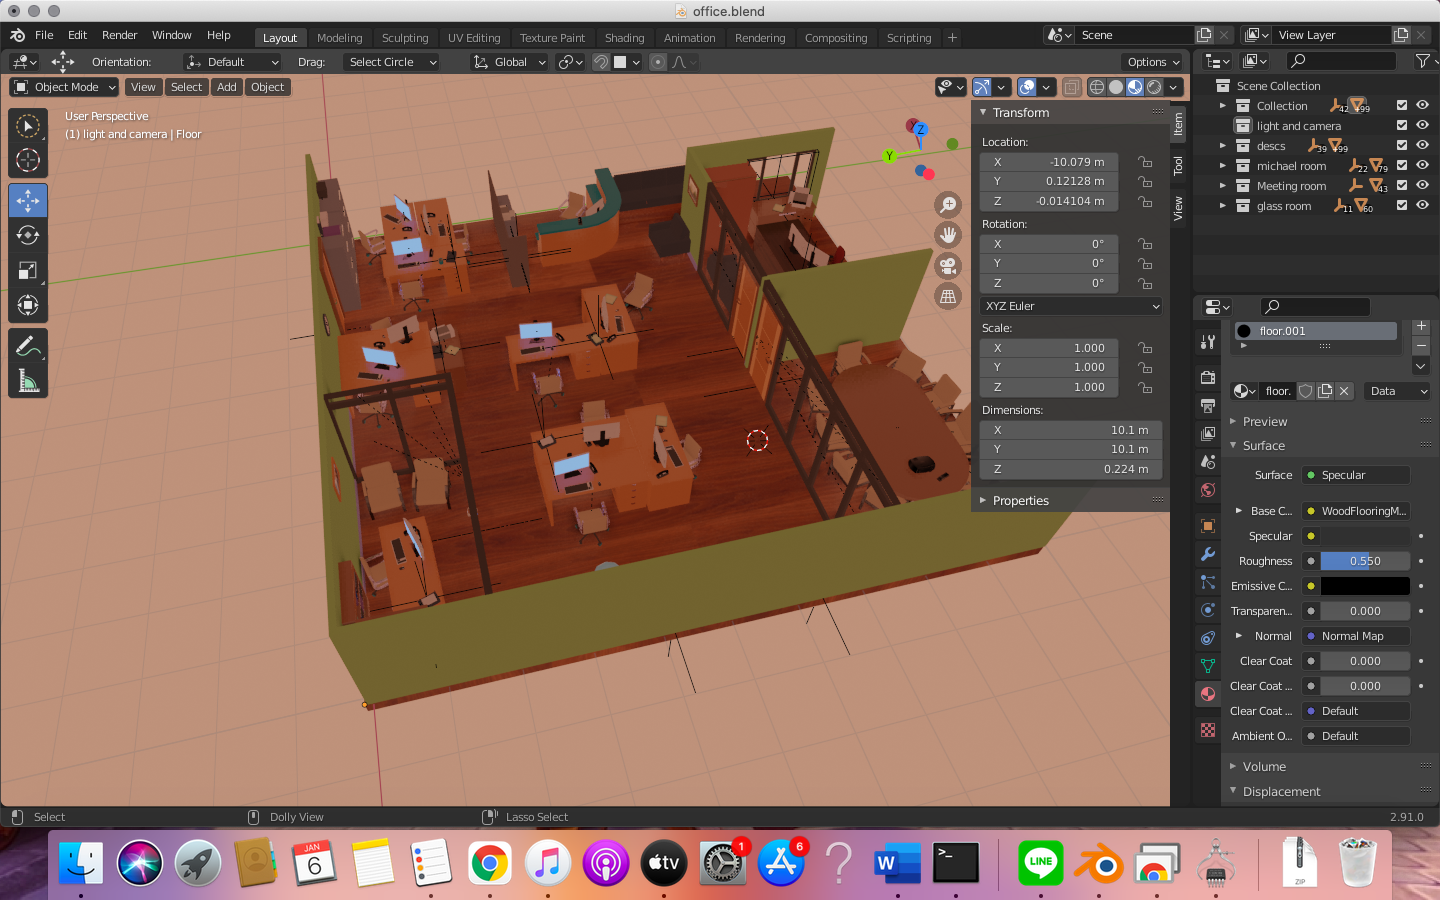 office.blend
File Edit Render Window Help
Layout Modeling Sculpting UV Editing Texture Paint Shading Animation Rendering Compositing Scripting +
Scene
View Layer
Orientation: Default Drag: Select Circle Global Options
Object Mode View Select Add Object
User Perspective
(1) light and camera | Floor
Z
Y
Transform
Location:
X -10.079 m
Y 0.12128 m
Z -0.014104 m
Rotation:
X 0°
Y 0°
Z 0°
XYZ Euler
Scale:
X 1.000
Y 1.000
Z 1.000
Dimensions:
X 10.1 m
Y 10.1 m
Z 0.224 m
Properties
Item
Tool
View
Scene Collection
Collection 42 +99
light and camera
descs 39 +99
michael room 22 79
Meeting room 43
glass room 11 60
floor.001
floor. Data
Preview
Surface
Surface Specular
Base C... WoodFlooringM...
Specular
Roughness 0.550
Emissive C...
Transparen... 0.000
Normal Normal Map
Clear Coat 0.000
Clear Coat ... 0.000
Clear Coat ... Default
Ambient O... Default
Volume
Displacement
Select Dolly View Lasso Select 2.91.0
JAN
6
tv
1
6
?
W
>_
LINE
ZIP